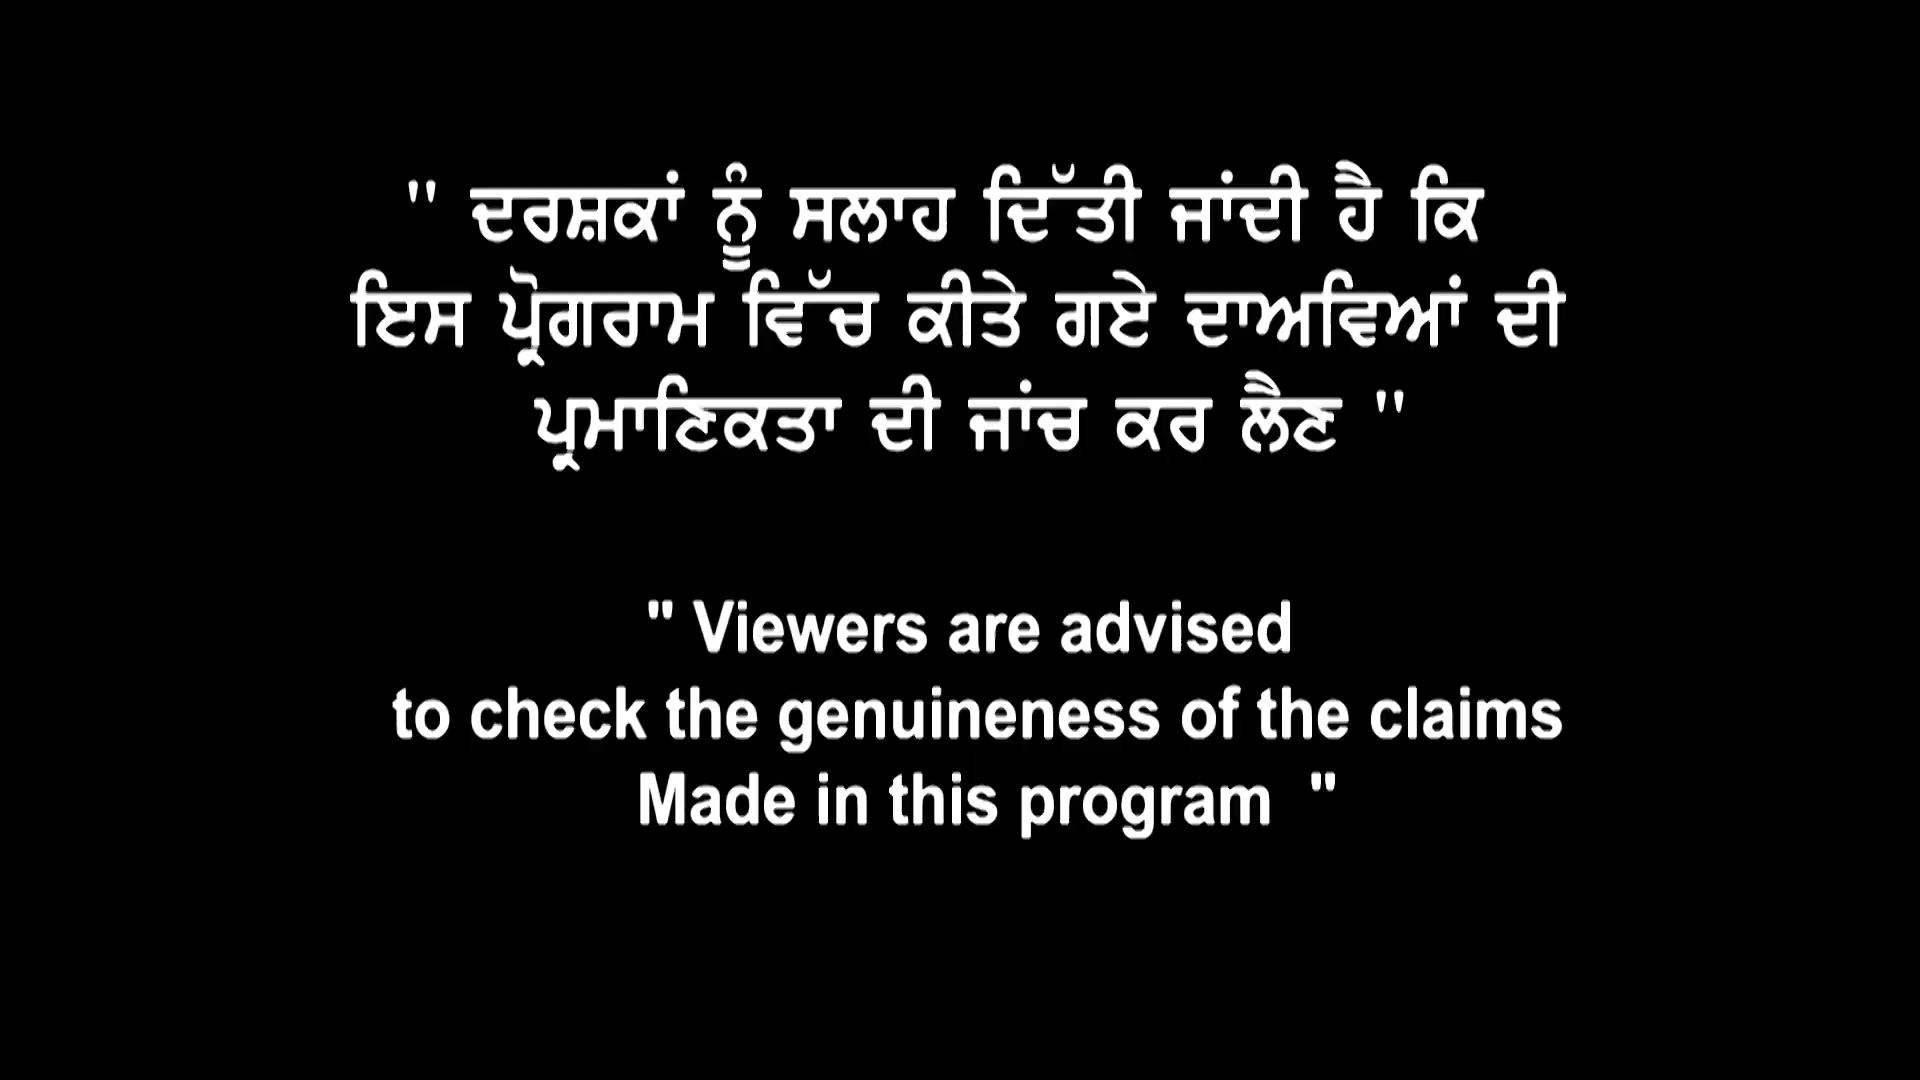 " ਦਰਸ਼ਕਾਂ ਨੂੰ ਸਲਾਹ ਦਿੱਤੀ ਜਾਂਦੀ ਹੈ ਕਿ
ਇਸ ਪ੍ਰੋਗਰਾਮ ਵਿੱਚ ਕੀਤੇ ਗਏ ਦਾਅਵਿਆਂ ਦੀ
ਪ੍ਰਮਾਣਿਕਤਾ ਦੀ ਜਾਂਚ ਕਰ ਲੈਣ "
" Viewers are advised
to check the genuineness of the claims
Made in this program "